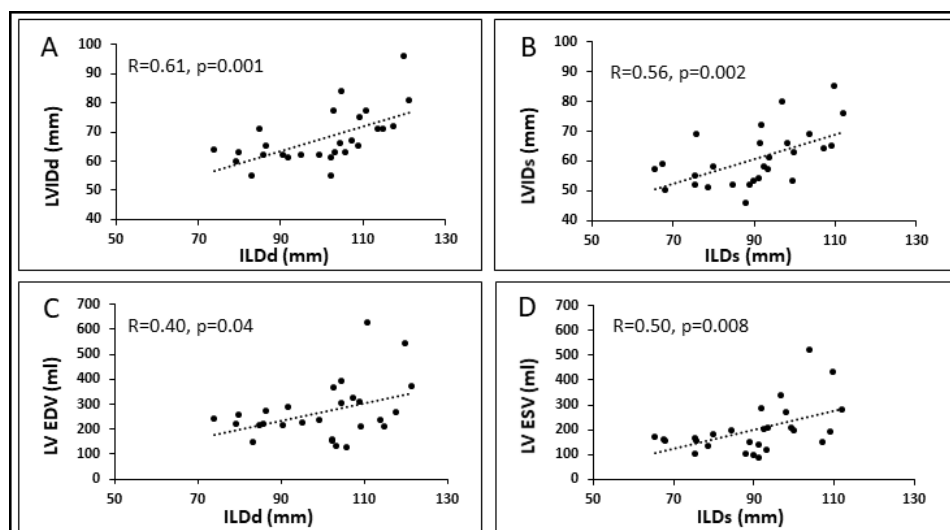 A
R=0.61, p=0.001
LVIDd (mm)
100
90
80
70
60
50
40
50 70 90 110 130
ILDd (mm)
B
R=0.56, p=0.002
LVIDs (mm)
100
90
80
70
60
50
40
50 70 90 110 130
ILDs (mm)
C
R=0.40, p=0.04
LV EDV (ml)
700
600
500
400
300
200
100
0
50 70 90 110 130
ILDd (mm)
D
R=0.50, p=0.008
LV ESV (ml)
700
600
500
400
300
200
100
0
50 70 90 110 130
ILDs (mm)